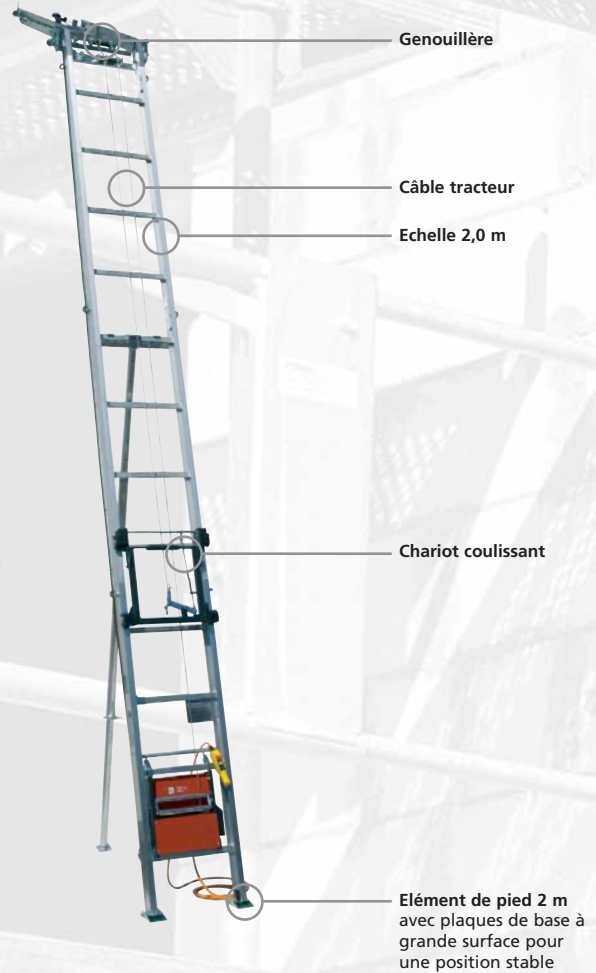 Genouillère
Câble tracteur
Echelle 2,0 m
Chariot coulissant
Elément de pied 2 m
avec plaques de base à
grande surface pour
une position stable